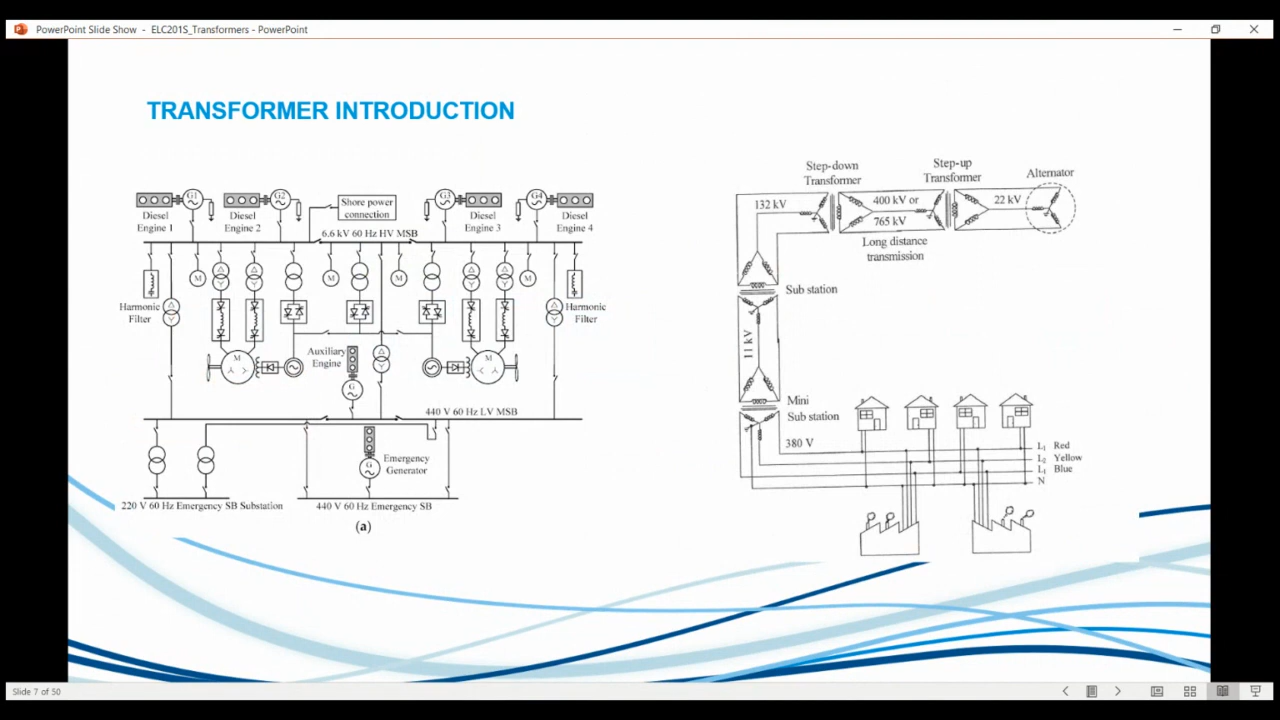 PowerPoint Slide Show - ELC201S_Transformers - PowerPoint
TRANSFORMER INTRODUCTION
G1
G2
G3
G4
Diesel
Engine 1
Diesel
Engine 2
Shore power
connection
Diesel
Engine 3
Diesel
Engine 4
6.6 kV 60 Hz HV MSB
M
M
M
M
Harmonic
Filter
Harmonic
Filter
M
Auxiliary
Engine
M
G
440 V 60 Hz LV MSB
G
Emergency
Generator
220 V 60 Hz Emergency SB Substation
440 V 60 Hz Emergency SB
(a)
Step-down
Transformer
Step-up
Transformer
Alternator
132 kV
400 kV or
765 kV
22 kV
Long distance
transmission
Sub station
11 kV
Mini
Sub station
380 V
L1 Red
L2 Yellow
L1 Blue
N
Slide 7 of 50